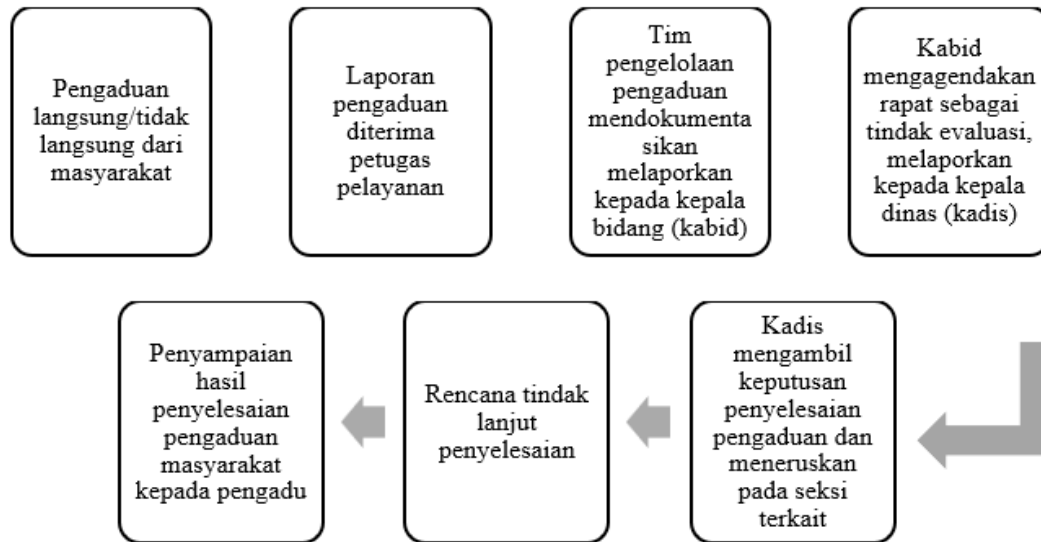 Pengaduan
langsung/tidak
langsung dari
masyarakat
Laporan
pengaduan
diterima
petugas
pelayanan
Tim
pengelolaan
pengaduan
mendokumenta
sikan
melaporkan
kepada kepala
bidang (kabid)
Kabid
mengagendakan
rapat sebagai
tindak evaluasi,
melaporkan
kepada kepala
dinas (kadis)
Kadis
mengambil
keputusan
penyelesaian
pengaduan dan
meneruskan
pada seksi
terkait
Rencana tindak
lanjut
penyelesaian
Penyampaian
hasil
penyelesaian
pengaduan
masyarakat
kepada pengadu